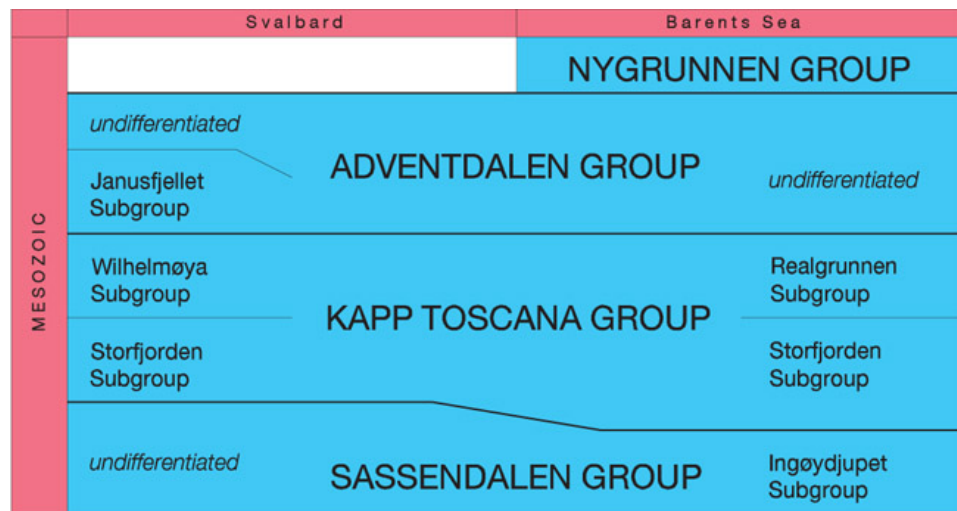 Svalbard
Barents Sea
MESOZOIC
NYGRUNNEN GROUP
undifferentiated
Janusfjellet
Subgroup
ADVENTDALEN GROUP
undifferentiated
Wilhelmøya
Subgroup
Storfjorden
Subgroup
KAPP TOSCANA GROUP
Realgrunnen
Subgroup
Storfjorden
Subgroup
undifferentiated
SASSENDALEN GROUP
Ingøydjupet
Subgroup